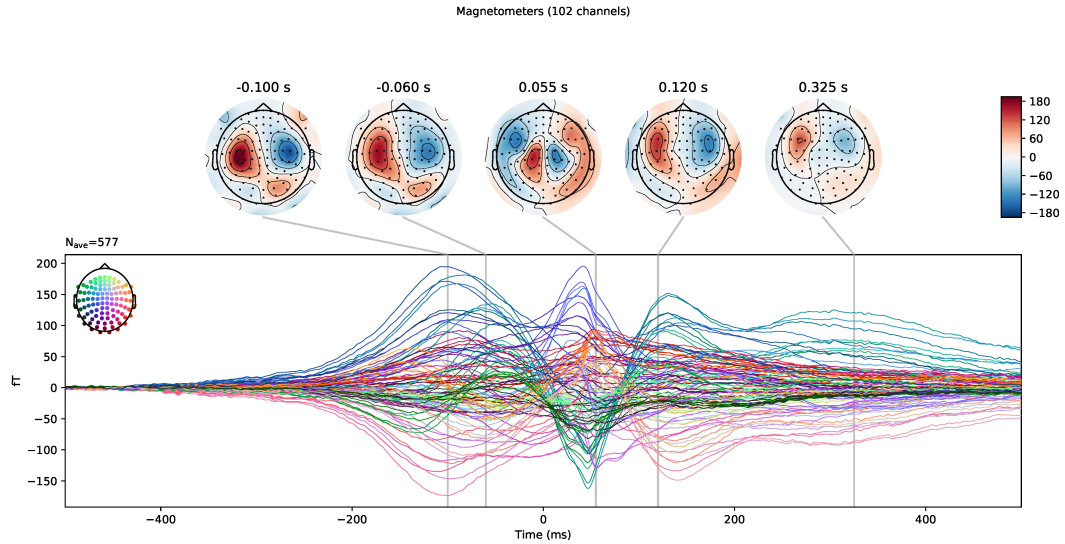 Magnetometers (102 channels)
-0.100 s
-0.060 s
0.055 s
0.120 s
0.325 s
180
120
60
0
−60
−120
−180
Nave=577
200
150
100
50
0
−50
−100
−150
fT
−400
−200
0
200
400
Time (ms)